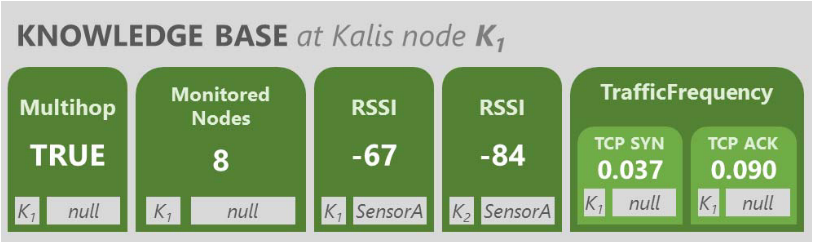 KNOWLEDGE BASE at Kalis node K1
Multihop
TRUE
K1 null
Monitored
Nodes
8
K1 null
RSSI
-67
K1 SensorA
RSSI
-84
K2 SensorA
TrafficFrequency
TCP SYN
0.037
K1 null
TCP ACK
0.090
K1 null